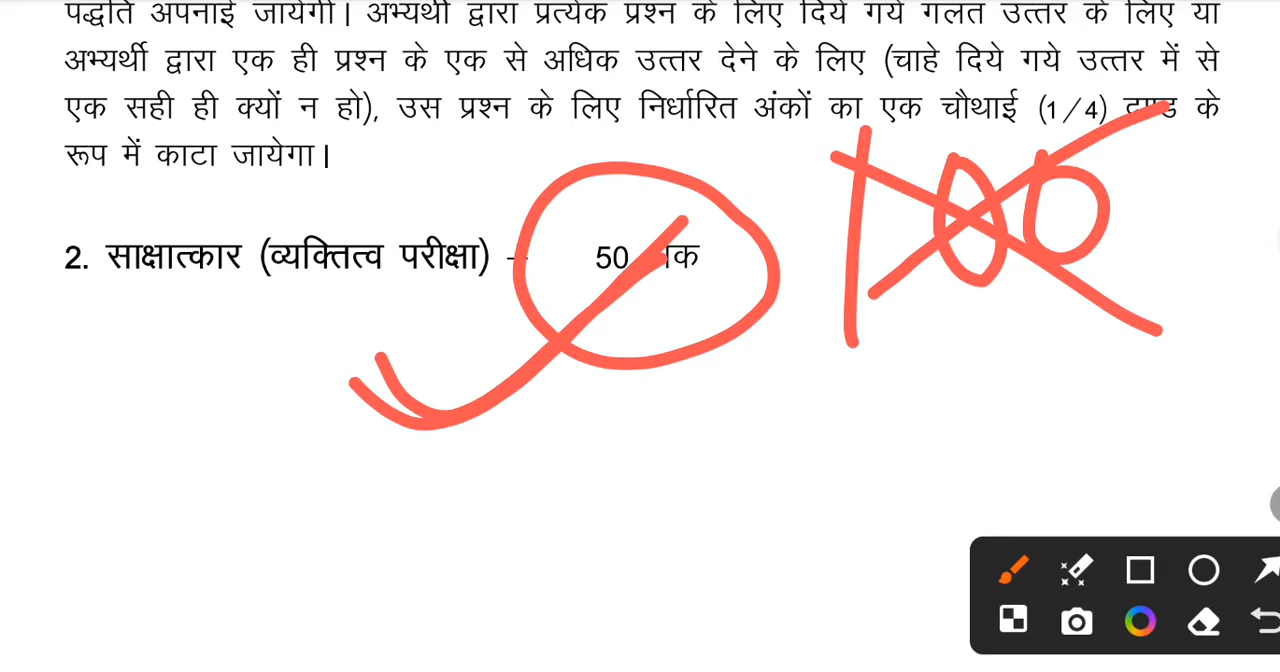 पद्धति अपनाई जायेगी। अभ्यर्थी द्वारा प्रत्येक प्रश्न के लिए दिये गये गलत उत्तर के लिए या
अभ्यर्थी द्वारा एक ही प्रश्न के एक से अधिक उत्तर देने के लिए (चाहे दिये गये उत्तर में से
एक सही ही क्यों न हो), उस प्रश्न के लिए निर्धारित अंकों का एक चौथाई (1/4) दण्ड के
रूप में काटा जायेगा।
2. साक्षात्कार (व्यक्तित्व परीक्षा) - 50
100